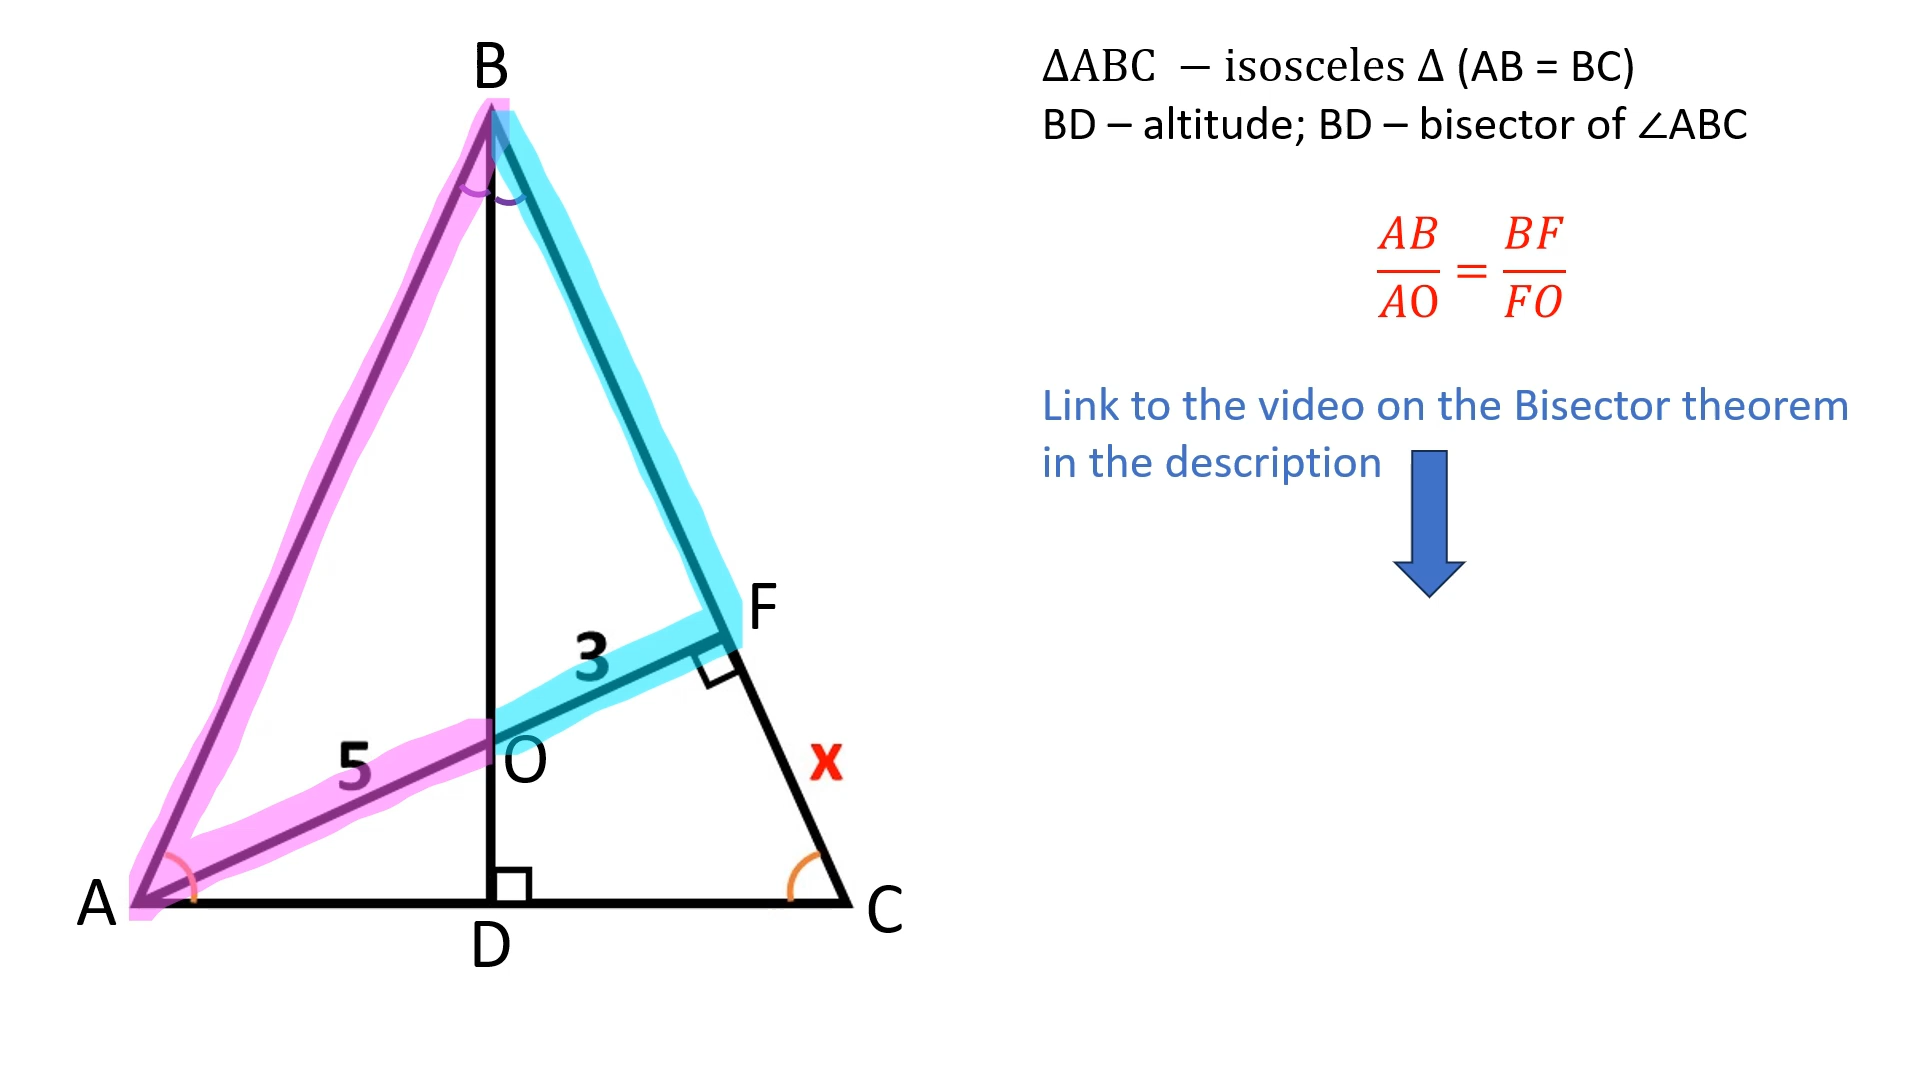 B
ΔABC − isosceles Δ (AB = BC)
BD – altitude; BD – bisector of ∠ABC
AB/AO = BF/FO
Link to the video on the Bisector theorem
in the description
F
3
5
O
x
A
C
D